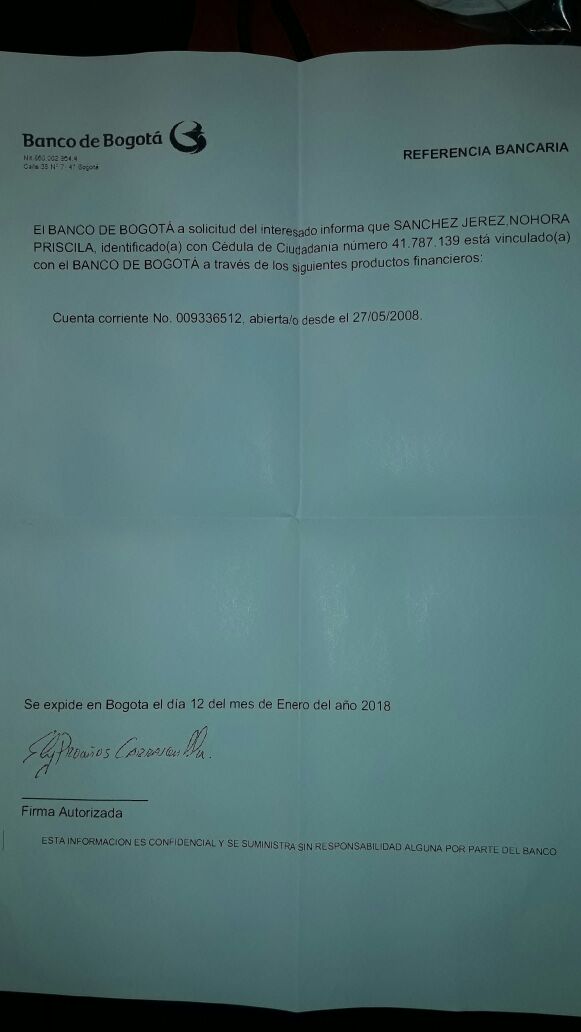 Banco de Bogotá
Nit 860.002.964.4
Calle 35 N° 7 - 47 Bogotá
REFERENCIA BANCARIA
El BANCO DE BOGOTÁ a solicitud del interesado informa que SANCHEZ JEREZ,NOHORA
PRISCILA, identificado(a) con Cédula de Ciudadania número 41.787.139 está vinculado(a)
con el BANCO DE BOGOTÁ a través de los siguientes productos financieros:
Cuenta corriente No. 009336512, abierta/o desde el 27/05/2008.
Se expide en Bogota el día 12 del mes de Enero del año 2018
Firma Autorizada
ESTA INFORMACION ES CONFIDENCIAL Y SE SUMINISTRA SIN RESPONSABILIDAD ALGUNA POR PARTE DEL BANCO